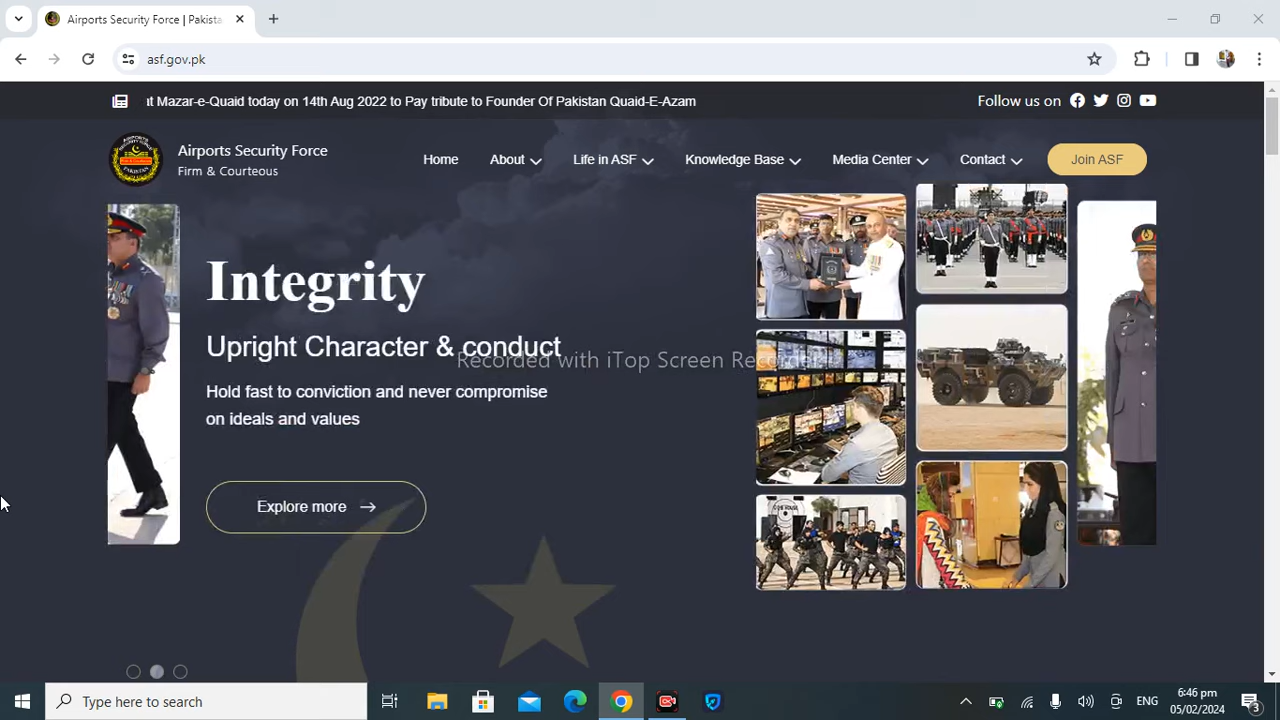 Airports Security Force | Pakista
asf.gov.pk
t Mazar-e-Quaid today on 14th Aug 2022 to Pay tribute to Founder Of Pakistan Quaid-E-Azam
Follow us on
Airports Security Force
Firm & Courteous
Home
About
Life in ASF
Knowledge Base
Media Center
Contact
Join ASF
Integrity
Upright Character & conduct
Recorded with iTop Screen Recorder
Hold fast to conviction and never compromise
on ideals and values
Explore more
Type here to search
ENG
6:46 pm
05/02/2024
3